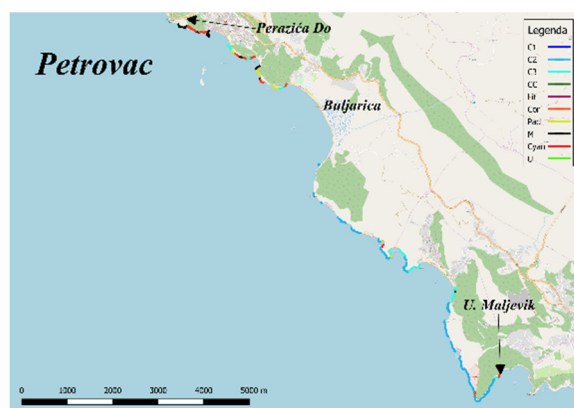 Perazića Do
Petrovac
Buljarica
U. Maljevik
Legenda
C1
C2
C3
CC
Hil
Cor
Pad
M
Cyan
U
0 1000 2000 3000 4000 5000 m